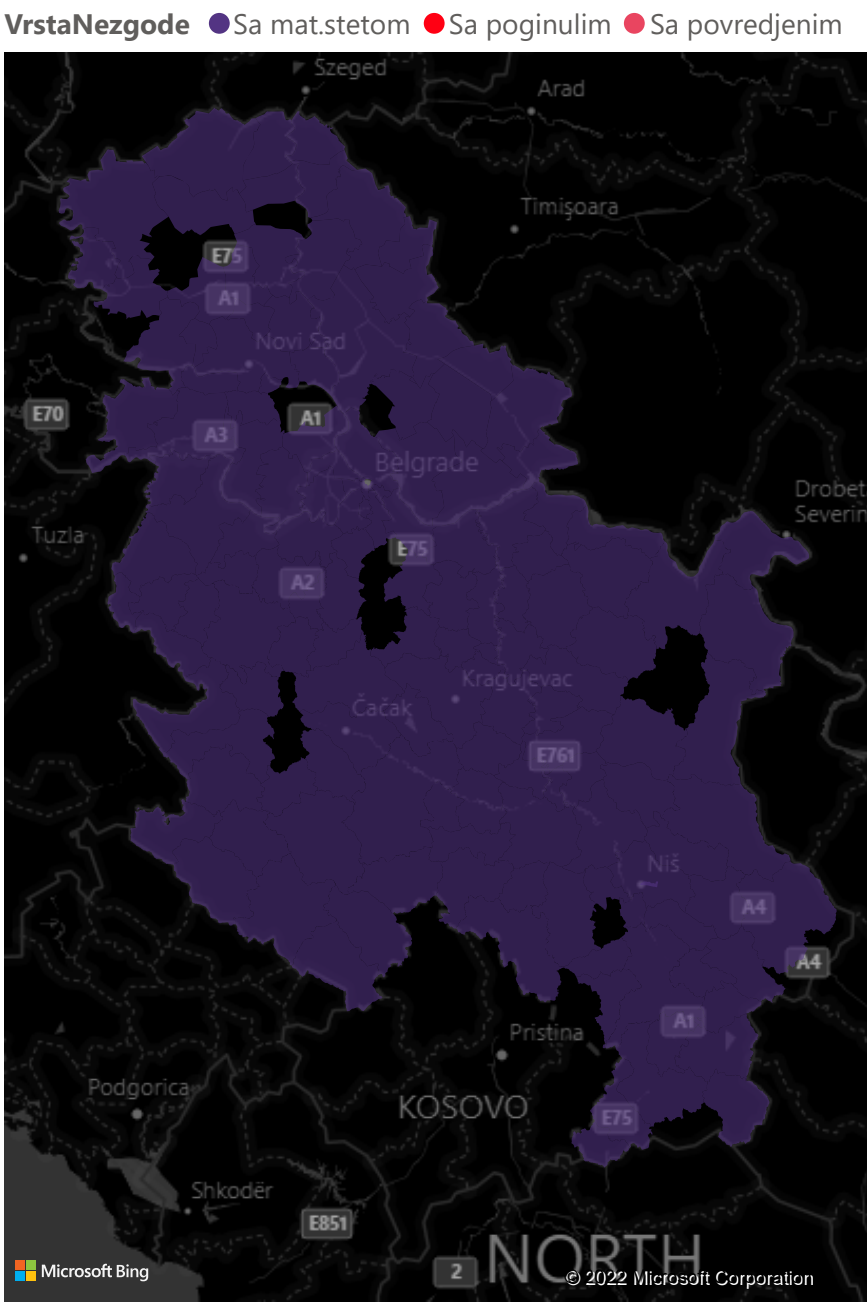 VrstaNezgode Sa mat.stetom Sa poginulim Sa povredjenim
Szeged
Arad
Timişoara
E75
A1
Novi Sad
E70
A1
A3
Belgrade
Drobet
Severin
Tuzla
E75
A2
Kragujevac
Čačak
E761
Niš
A4
A4
A1
Pristina
Podgorica
KOSOVO
E75
Shkodër
E851
NORTH
Microsoft Bing
2
© 2022 Microsoft Corporation